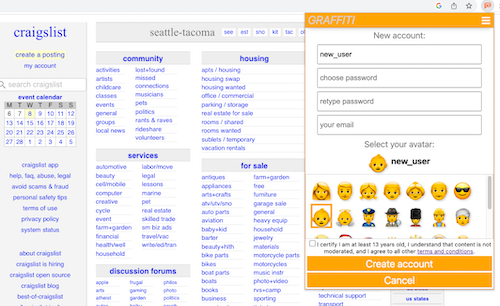 craigslist
create a posting
my account
search craigslist
event calendar
M T W T F S S
6 7 8 9 10 11 12
13 14 15 16 17 18 19
20 21 22 23 24 25 26
27 28 29 30 31 1 2
craigslist app
help, faq, abuse, legal
avoid scams & fraud
personal safety tips
terms of use
privacy policy
system status
about craigslist
craigslist is hiring
craigslist open source
craigslist blog
best-of-craigslist
seattle-tacoma
see est sno kit tac
community
activities lost+found
artists missed
childcare connections
classes musicians
events pets
general politics
groups rants & raves
local news rideshare
volunteers
services
automotive labor/move
beauty legal
cell/mobile lessons
computer marine
creative pet
cycle real estate
event skilled trade
farm+garden sm biz ads
financial travel/vac
health/well write/ed/tran
household
discussion forums
apple frugal philos
arts gaming photo
atheist garden politics
housing
apts / housing
housing swap
housing wanted
office / commercial
parking / storage
real estate for sale
rooms / shared
rooms wanted
sublets / temporary
vacation rentals
for sale
antiques farm+garden
appliances free
arts+crafts furniture
atv/utv/sno garage sale
auto parts general
aviation heavy equip
baby+kid household
barter jewelry
beauty+hlth materials
bike parts motorcycle parts
bikes motorcycles
boat parts music instr
boats photo+video
books rvs+camp
business sporting
technical support
transport
us states
GRAFFITI
New account:
new_user
choose password
retype password
your email
Select your avatar:
new_user
I certify I am at least 13 years old, I understand that content is not
moderated, and I agree to all other terms and conditions.
Create account
Cancel